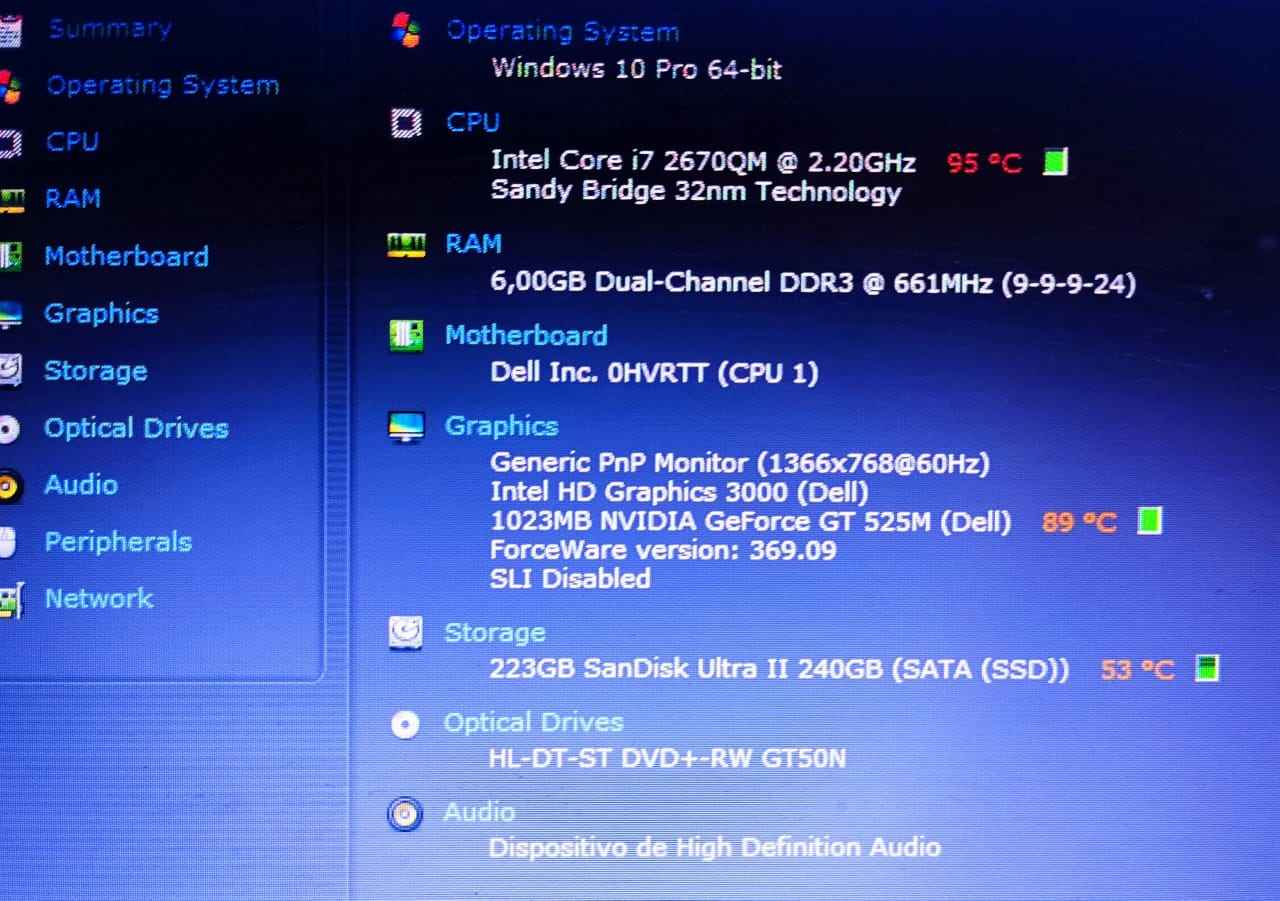 Summary
Operating System
CPU
RAM
Motherboard
Graphics
Storage
Optical Drives
Audio
Peripherals
Network
Operating System
Windows 10 Pro 64-bit
CPU
Intel Core i7 2670QM @ 2.20GHz 95 °C
Sandy Bridge 32nm Technology
RAM
6,00GB Dual-Channel DDR3 @ 661MHz (9-9-9-24)
Motherboard
Dell Inc. 0HVRTT (CPU 1)
Graphics
Generic PnP Monitor (1366x768@60Hz)
Intel HD Graphics 3000 (Dell)
1023MB NVIDIA GeForce GT 525M (Dell) 89 °C
ForceWare version: 369.09
SLI Disabled
Storage
223GB SanDisk Ultra II 240GB (SATA (SSD)) 53 °C
Optical Drives
HL-DT-ST DVD+-RW GT50N
Audio
Dispositivo de High Definition Audio